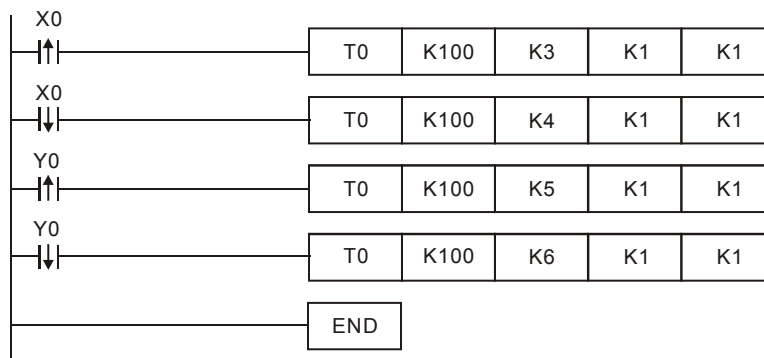 X0
T0 K100 K3 K1 K1
X0
T0 K100 K4 K1 K1
Y0
T0 K100 K5 K1 K1
Y0
T0 K100 K6 K1 K1
END